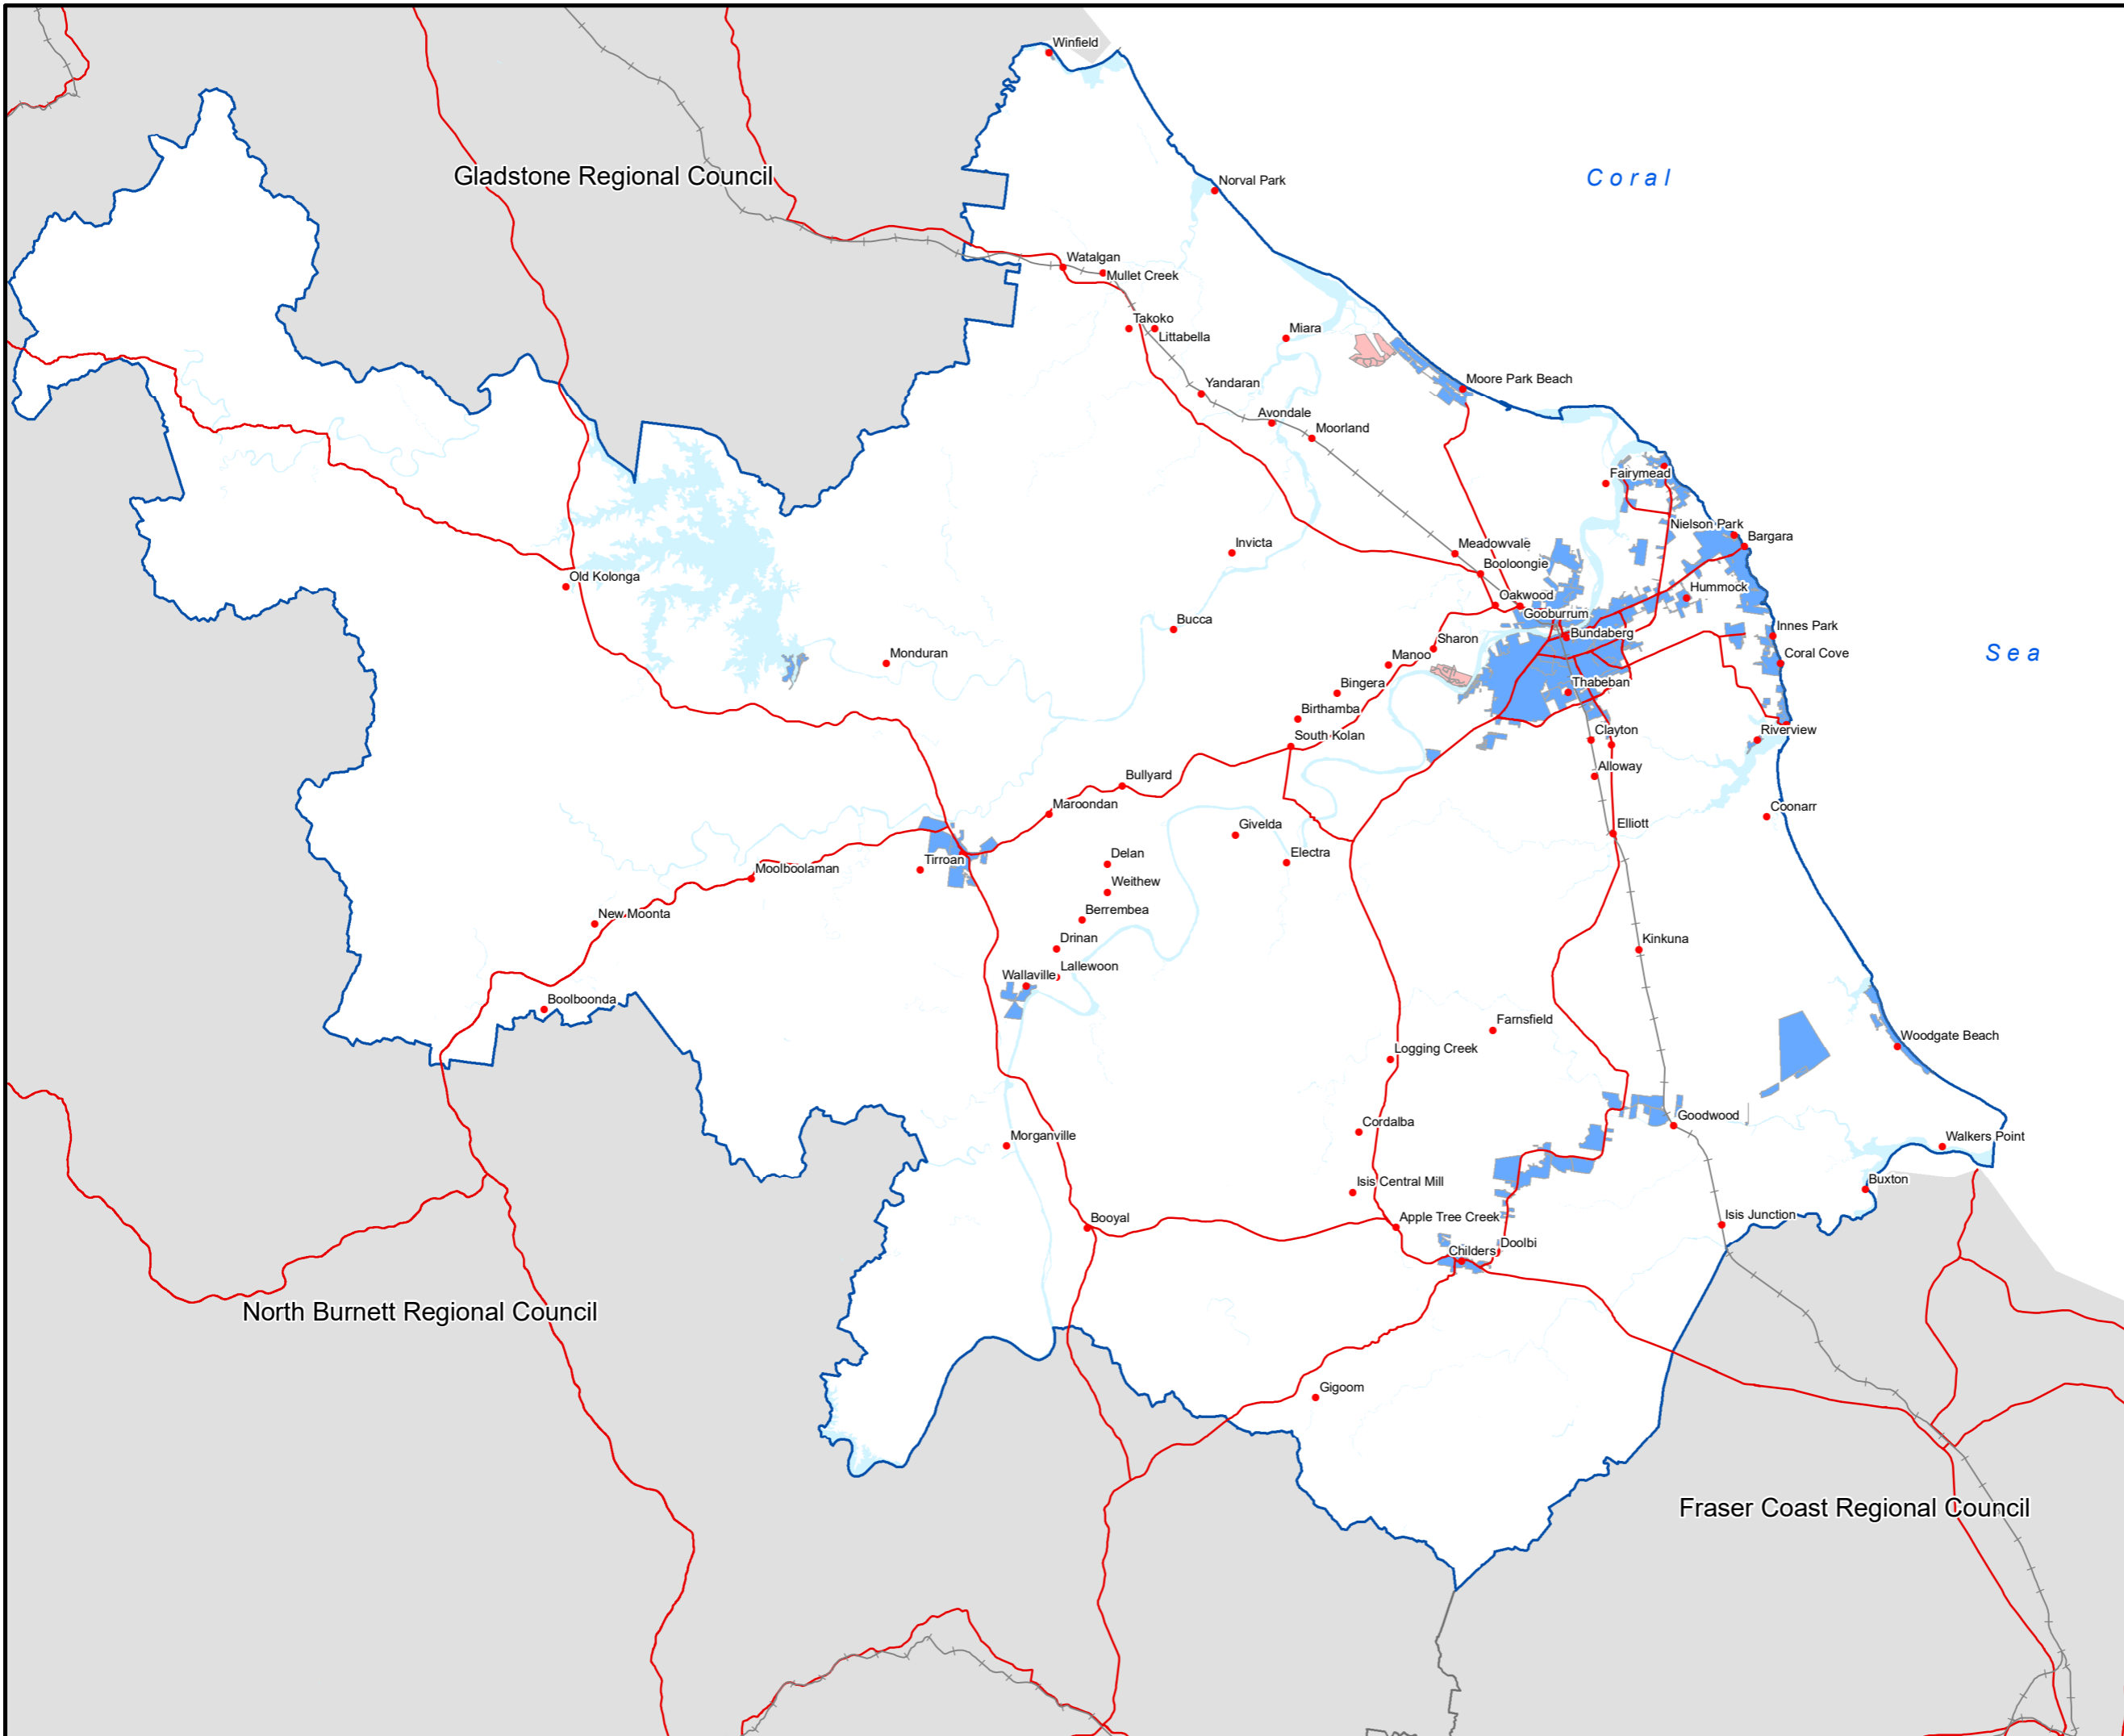 Winfield
Gladstone Regional Council
Norval Park
Coral
Watalgan
Mullet Creek
Takoko
Littabella
Miara
Yandaran
Moore Park Beach
Avondale
Moorland
Fairymead
Nielson Park
Bargara
Invicta
Meadowvale
Booloongie
Old Kolonga
Hummock
Oakwood
Gooburrum
Bucca
Bundaberg
Innes Park
Sharon
Coral Cove
Sea
Monduran
Manoo
Bingera
Thabeban
Birthamba
South Kolan
Clayton
Riverview
Alloway
Bullyard
Maroondan
Coonarr
Givelda
Elliott
Electra
Delan
Tirroan
Moolboolaman
Weithew
Berrembea
New Moonta
Drinan
Kinkuna
Lallewoon
Wallaville
Boolboonda
Farnsfield
Woodgate Beach
Logging Creek
Goodwood
Cordalba
Morganville
Walkers Point
Isis Central Mill
Buxton
Booyal
Apple Tree Creek
Isis Junction
Doolbi
Childers
North Burnett Regional Council
Gigoom
Fraser Coast Regional Council